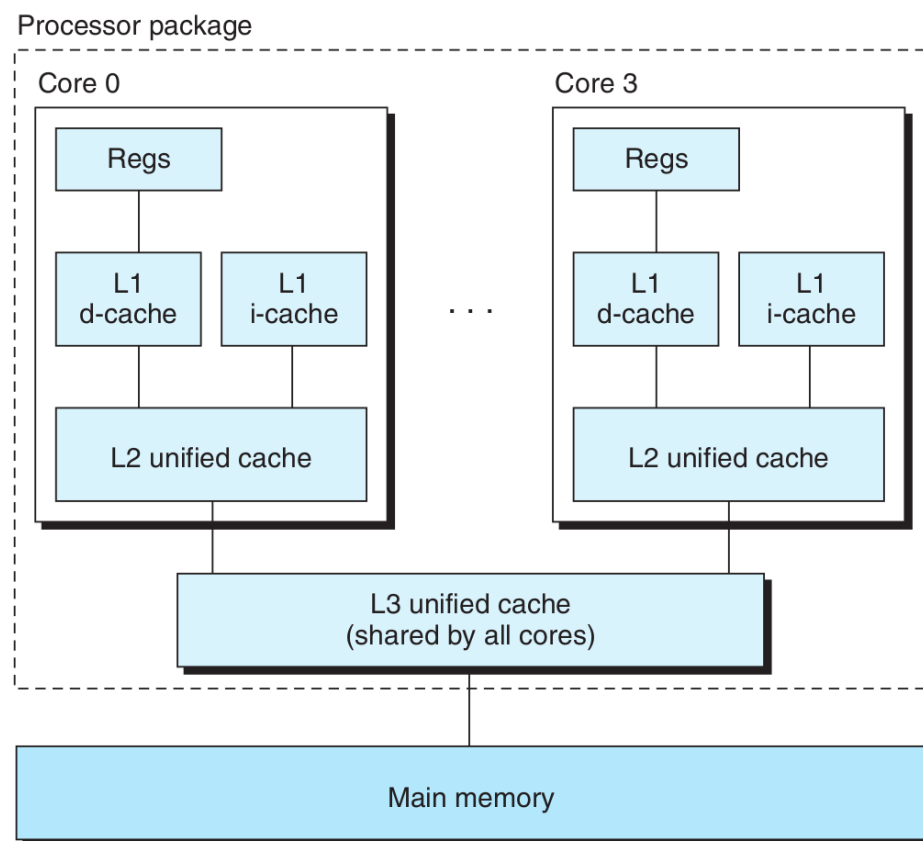 Processor package
Core 0
Core 3
Regs
Regs
L1
d-cache
L1
i-cache
. . .
L1
d-cache
L1
i-cache
L2 unified cache
L2 unified cache
L3 unified cache
(shared by all cores)
Main memory